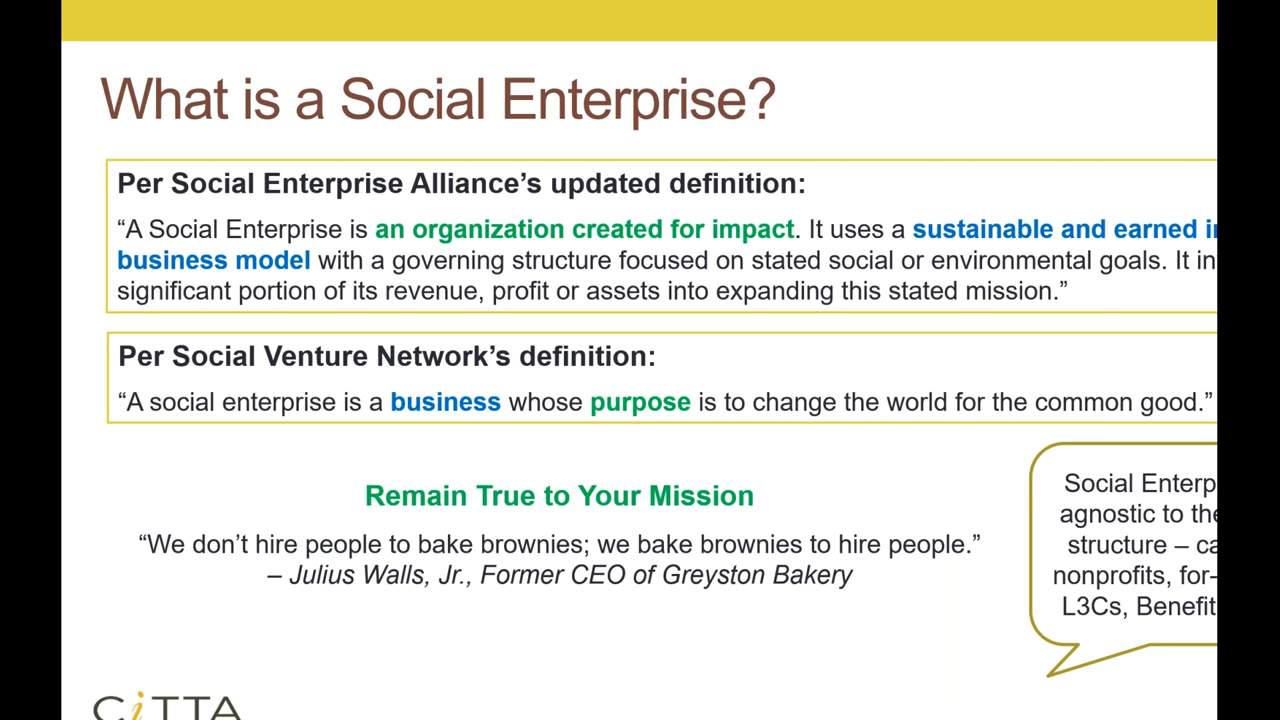 What is a Social Enterprise?
Per Social Enterprise Alliance’s updated definition:
“A Social Enterprise is an organization created for impact. It uses a sustainable and earned
business model with a governing structure focused on stated social or environmental goals. It
significant portion of its revenue, profit or assets into expanding this stated mission.”
Per Social Venture Network’s definition:
“A social enterprise is a business whose purpose is to change the world for the common good.”
Remain True to Your Mission
“We don’t hire people to bake brownies; we bake brownies to hire people.”
– Julius Walls, Jr., Former CEO of Greyston Bakery
Social
agnostic to
structure –
nonprofits,
L3Cs, Benefit
CiTTA